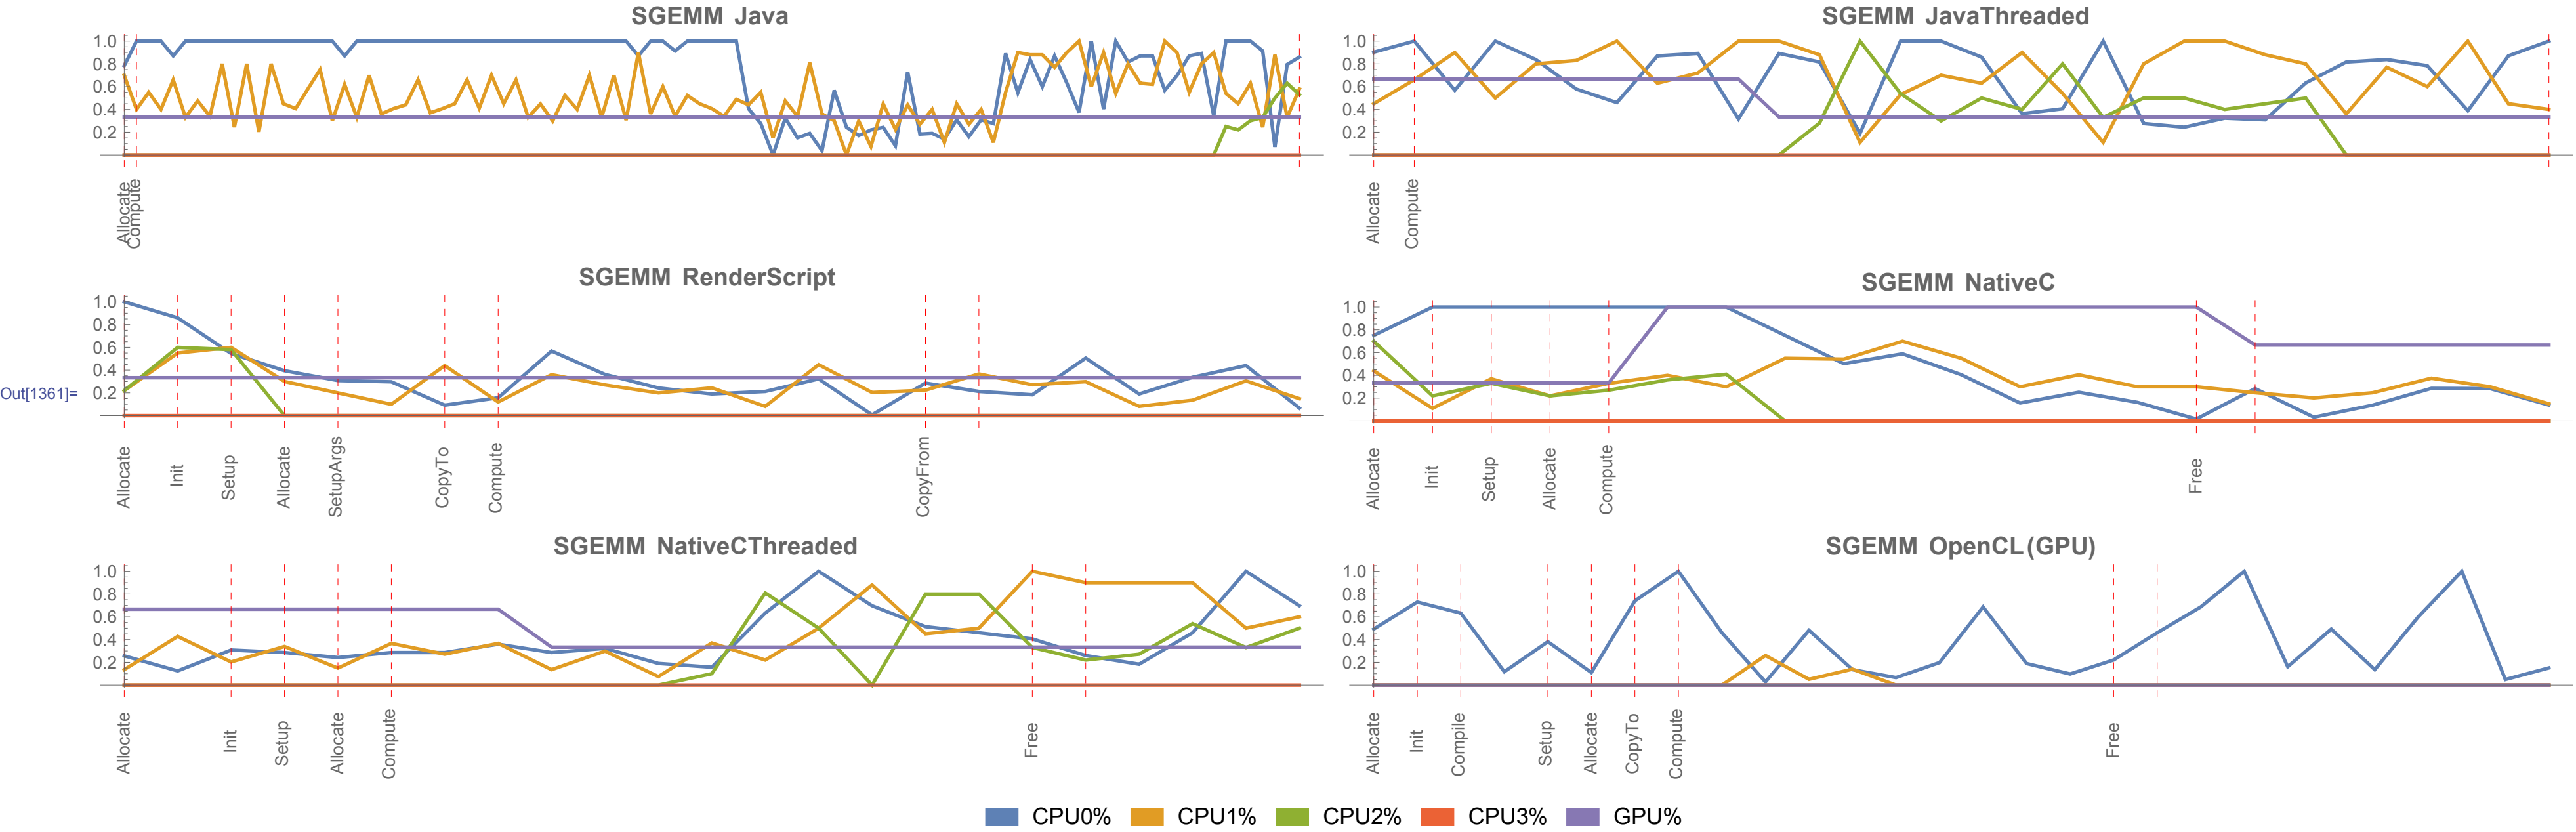 SGEMM Java
1.0
0.8
0.6
0.4
0.2
Allocate
Compute
SGEMM JavaThreaded
1.0
0.8
0.6
0.4
0.2
Allocate
Compute
Out[1361]=
SGEMM RenderScript
1.0
0.8
0.6
0.4
0.2
Allocate
Init
Setup
Allocate
SetupArgs
CopyTo
Compute
CopyFrom
SGEMM NativeC
1.0
0.8
0.6
0.4
0.2
Allocate
Init
Setup
Allocate
Compute
Free
SGEMM NativeCThreaded
1.0
0.8
0.6
0.4
0.2
Allocate
Init
Setup
Allocate
Compute
Free
SGEMM OpenCL(GPU)
1.0
0.8
0.6
0.4
0.2
Allocate
Init
Compile
Setup
Allocate
CopyTo
Compute
Free
CPU0% CPU1% CPU2% CPU3% GPU%